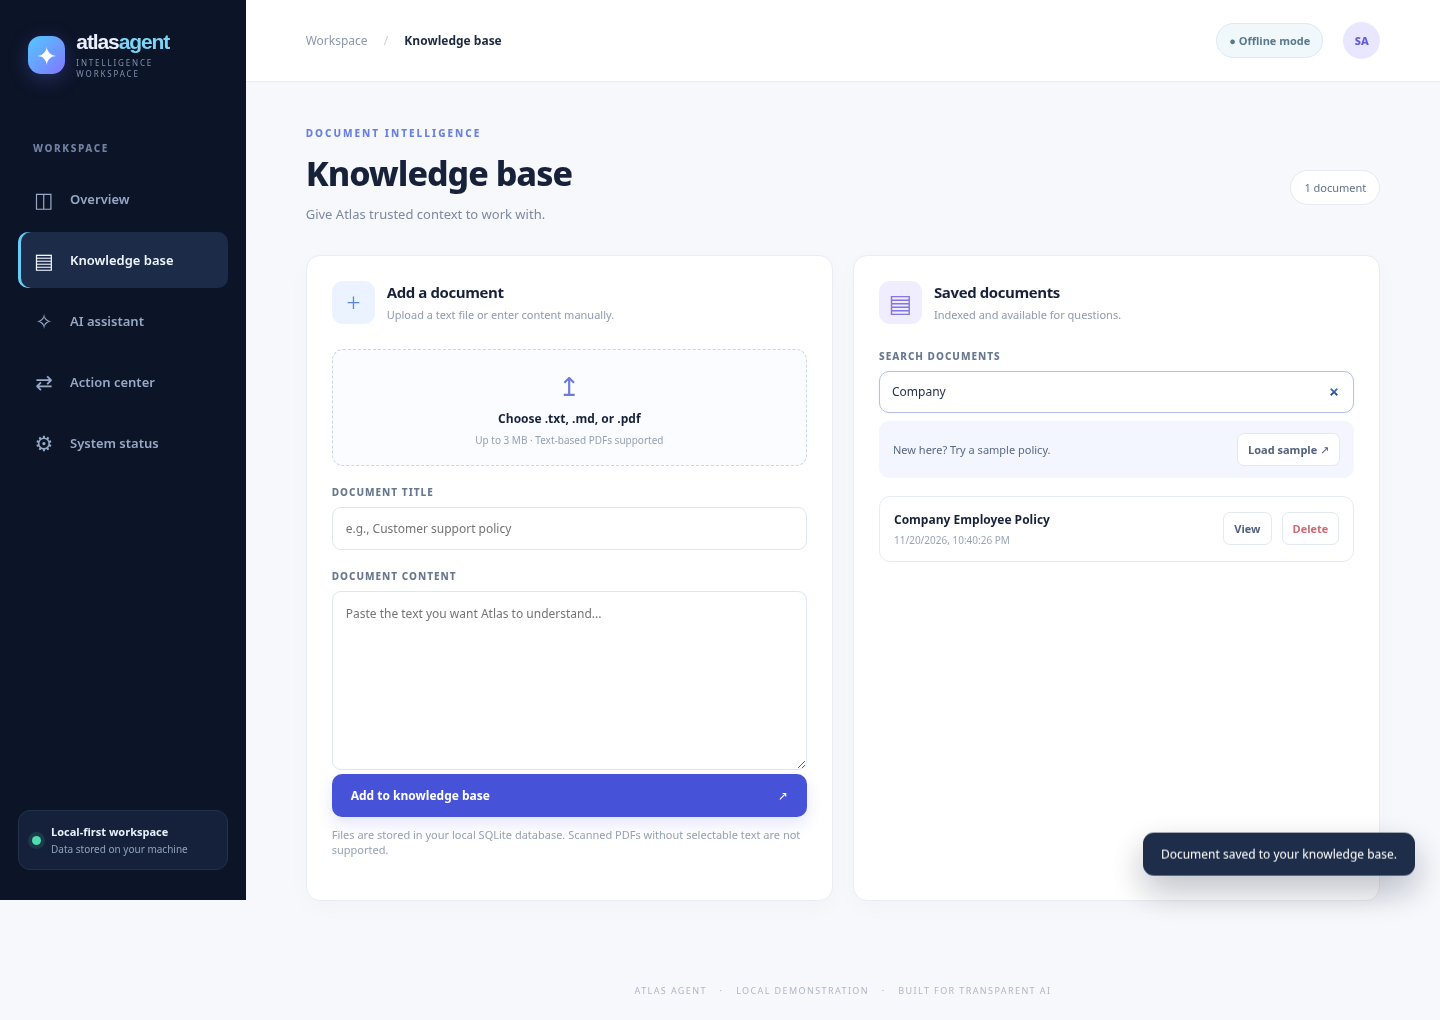 atlasagent
INTELLIGENCE
WORKSPACE
WORKSPACE
Overview
Knowledge base
AI assistant
Action center
System status
Local-first workspace
Data stored on your machine
Workspace / Knowledge base
● Offline mode
SA
DOCUMENT INTELLIGENCE
Knowledge base
Give Atlas trusted context to work with.
1 document
Add a document
Upload a text file or enter content manually.
Choose .txt, .md, or .pdf
Up to 3 MB · Text-based PDFs supported
DOCUMENT TITLE
e.g., Customer support policy
DOCUMENT CONTENT
Paste the text you want Atlas to understand...
Add to knowledge base ↗
Files are stored in your local SQLite database. Scanned PDFs without selectable text are not
supported.
Saved documents
Indexed and available for questions.
SEARCH DOCUMENTS
Company
New here? Try a sample policy.
Load sample ↗
Company Employee Policy
11/20/2026, 10:40:26 PM
View
Delete
Document saved to your knowledge base.
ATLAS AGENT · LOCAL DEMONSTRATION · BUILT FOR TRANSPARENT AI